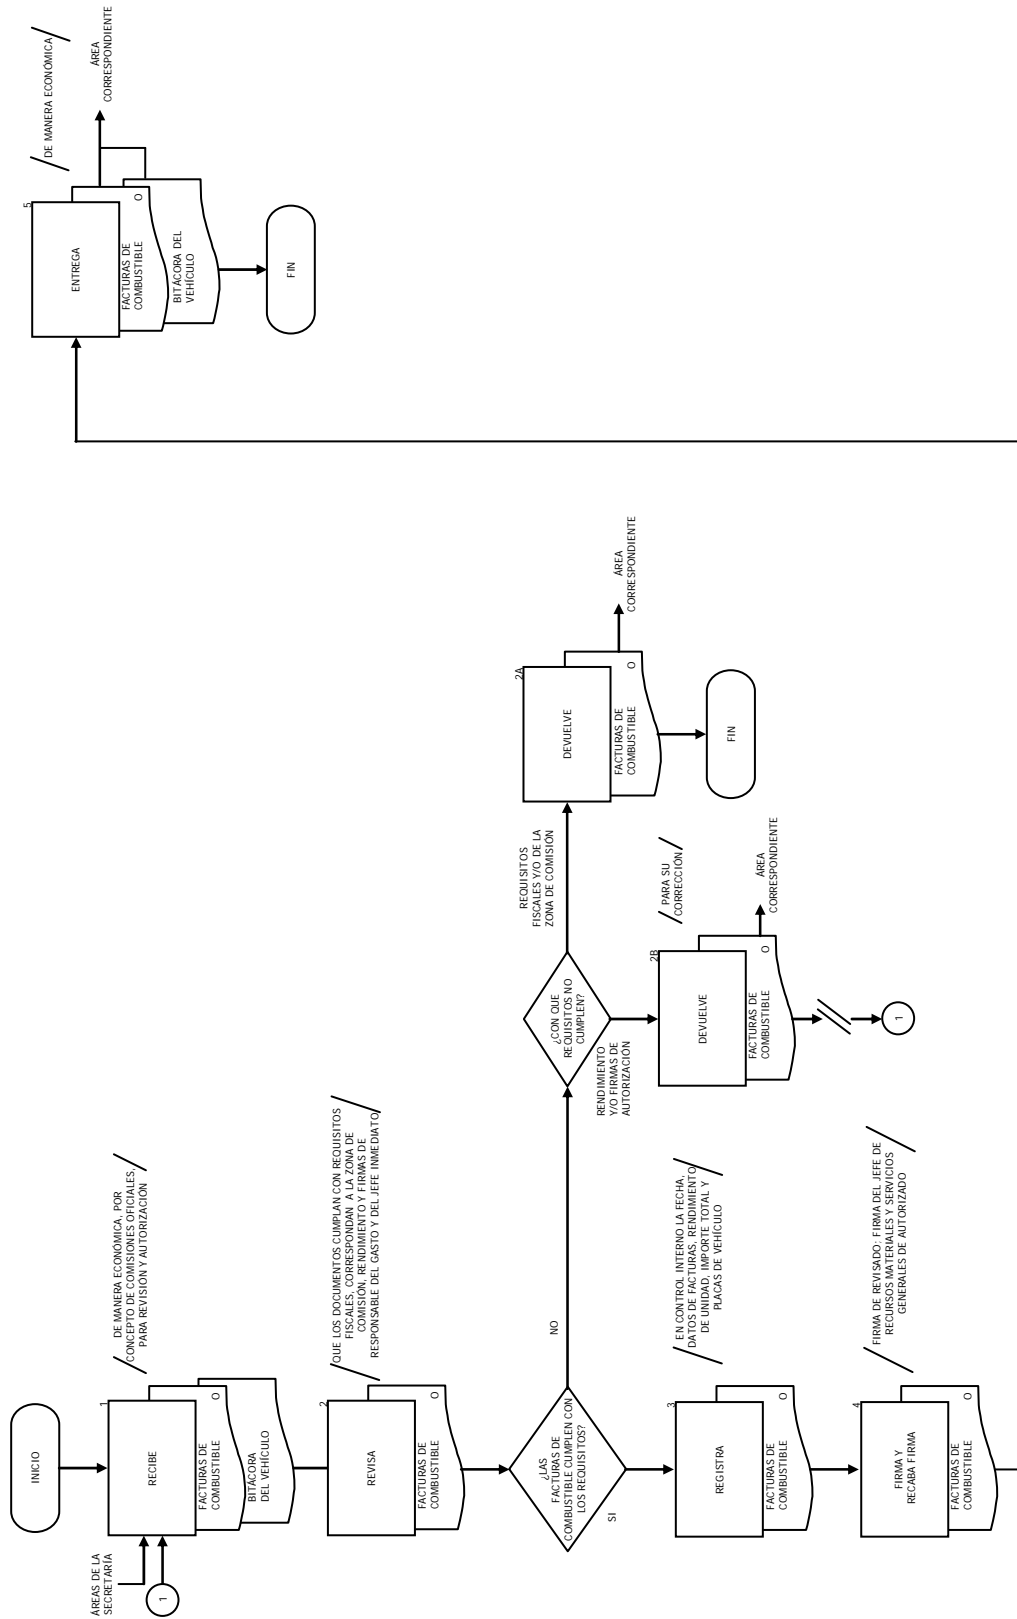 INICIO
ÁREAS DE LA
SECRETARÍA
1
1
RECIBE
FACTURAS DE
COMBUSTIBLE
O
BITÁCORA
DEL VEHÍCULO
DE MANERA ECONÓMICA, POR
CONCEPTO DE COMISIONES OFICIALES,
PARA REVISIÓN Y AUTORIZACIÓN
2
REVISA
FACTURAS DE
COMBUSTIBLE
O
QUE LOS DOCUMENTOS CUMPLAN CON REQUISITOS
FISCALES, CORRESPONDAN A LA ZONA DE
COMISIÓN, RENDIMIENTO Y FIRMAS DE
RESPONSABLE DEL GASTO Y DEL JEFE INMEDIATO
¿LAS
FACTURAS DE
COMBUSTIBLE CUMPLEN CON
LOS REQUISITOS?
NO
SI
¿CON QUE
REQUISITOS NO
CUMPLEN?
REQUISITOS
FISCALES Y/O DE LA
ZONA DE COMISIÓN
2A
DEVUELVE
FACTURAS DE
COMBUSTIBLE
O
ÁREA
CORRESPONDIENTE
FIN
RENDIMIENTO
Y/O FIRMAS DE
AUTORIZACIÓN
2B
DEVUELVE
FACTURAS DE
COMBUSTIBLE
O
PARA SU
CORRECCIÓN
ÁREA
CORRESPONDIENTE
1
3
REGISTRA
FACTURAS DE
COMBUSTIBLE
O
EN CONTROL INTERNO LA FECHA,
DATOS DE FACTURAS, RENDIMIENTO
DE UNIDAD, IMPORTE TOTAL Y
PLACAS DE VEHÍCULO
4
FIRMA Y
RECABA FIRMA
FACTURAS DE
COMBUSTIBLE
O
FIRMA DE REVISADO; FIRMA DEL JEFE DE
RECURSOS MATERIALES Y SERVICIOS
GENERALES DE AUTORIZADO
5
ENTREGA
FACTURAS DE
COMBUSTIBLE
O
BITÁCORA DEL
VEHÍCULO
DE MANERA ECONÓMICA
ÁREA
CORRESPONDIENTE
FIN